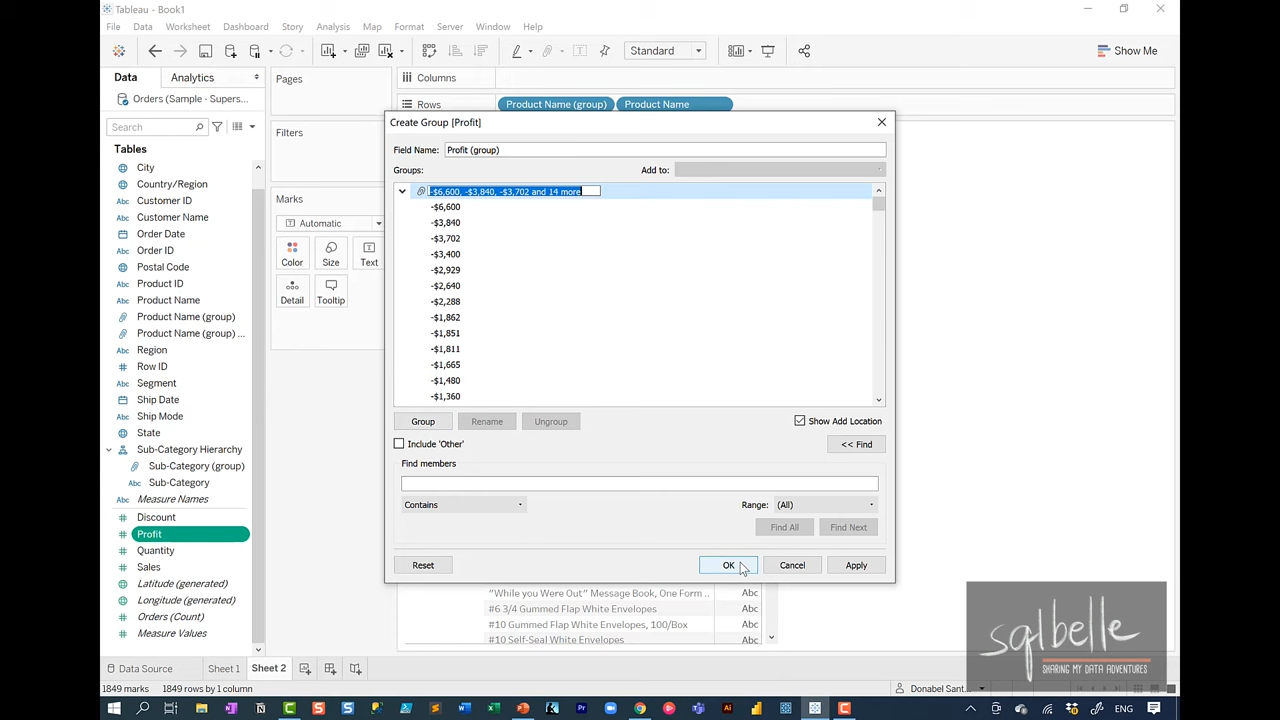 Tableau - Book1
File Data Worksheet Dashboard Story Analysis Map Format Server Window Help
Standard
Show Me
Data Analytics
Pages
Columns
Orders (Sample - Supers...
Rows Product Name (group) Product Name
Search
Filters
Tables
City
Country/Region
Customer ID
Customer Name
Order Date
Order ID
Postal Code
Product ID
Product Name
Product Name (group)
Product Name (group) ...
Region
Row ID
Segment
Ship Date
Ship Mode
State
Sub-Category Hierarchy
Sub-Category (group)
Sub-Category
Measure Names
Discount
Profit
Quantity
Sales
Latitude (generated)
Longitude (generated)
Orders (Count)
Measure Values
Marks
Automatic
Color Size Text
Detail Tooltip
Create Group [Profit]
Field Name: Profit (group)
Groups: Add to:
-$6,600, -$3,840, -$3,702 and 14 more
-$6,600
-$3,840
-$3,702
-$3,400
-$2,929
-$2,640
-$2,288
-$1,862
-$1,851
-$1,811
-$1,665
-$1,480
-$1,360
Group Rename Ungroup Show Add Location
Include 'Other' << Find
Find members
Contains Range: (All)
Find All Find Next
Reset OK Cancel Apply
"While you Were Out" Message Book, One Form .. Abc
#6 3/4 Gummed Flap White Envelopes Abc
#10 Gummed Flap White Envelopes, 100/Box Abc
#10 Self-Seal White Envelopes Abc
sqlbelle
SHARING MY DATA ADVENTURES
Data Source Sheet 1 Sheet 2
1849 marks 1849 rows by 1 column Donabel Sant...
ENG